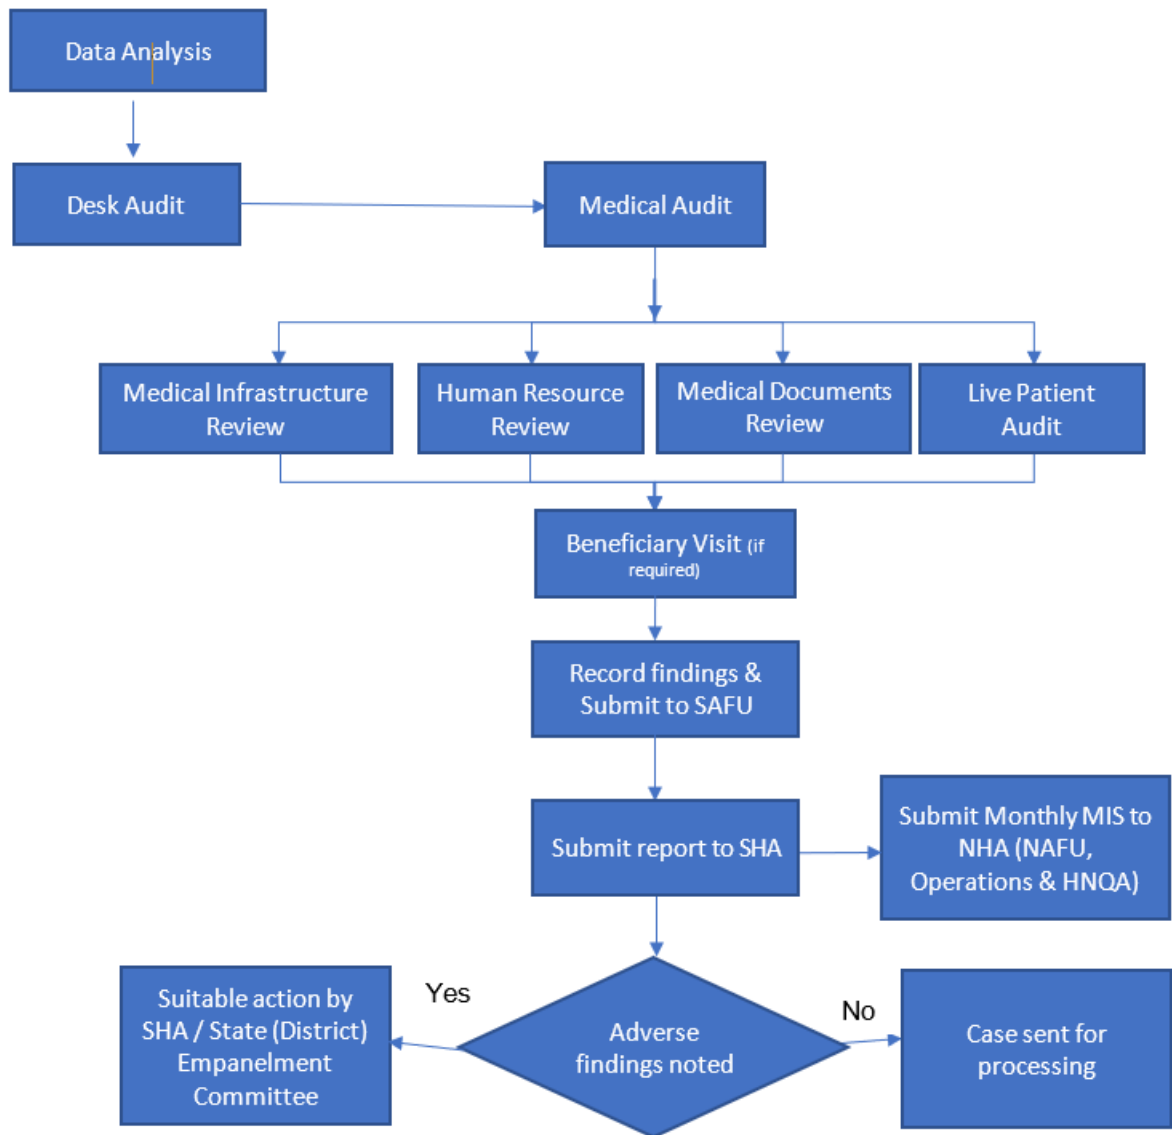 Data Analysis
Desk Audit
Medical Audit
Medical Infrastructure
Review
Human Resource
Review
Medical Documents
Review
Live Patient
Audit
Beneficiary Visit (if
required)
Record findings &
Submit to SAFU
Submit report to SHA
Submit Monthly MIS to
NHA (NAFU,
Operations & HNQA)
Yes
No
Suitable action by
SHA / State (District)
Empanelment
Committee
Adverse
findings noted
Case sent for
processing